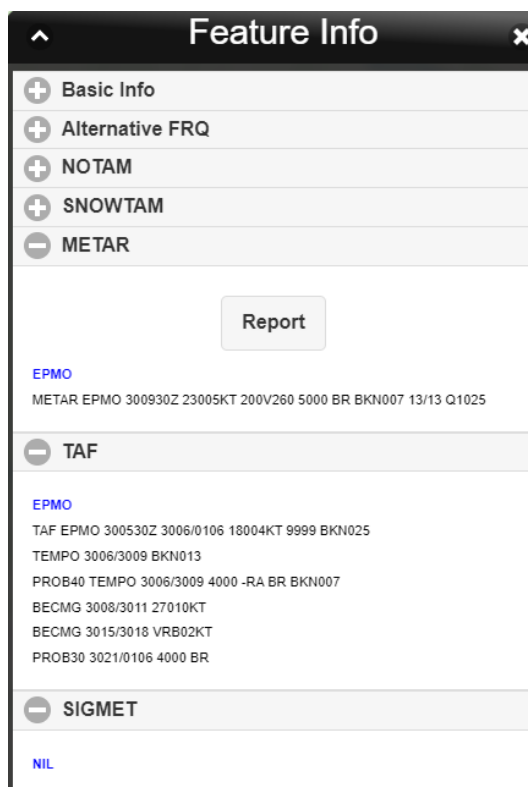 Feature Info
Basic Info
Alternative FRQ
NOTAM
SNOWTAM
METAR
Report
EPMO
METAR EPMO 300930Z 23005KT 200V260 5000 BR BKN007 13/13 Q1025
TAF
EPMO
TAF EPMO 300530Z 3006/0106 18004KT 9999 BKN025
TEMPO 3006/3009 BKN013
PROB40 TEMPO 3006/3009 4000 -RA BR BKN007
BECMG 3008/3011 27010KT
BECMG 3015/3018 VRB02KT
PROB30 3021/0106 4000 BR
SIGMET
NIL